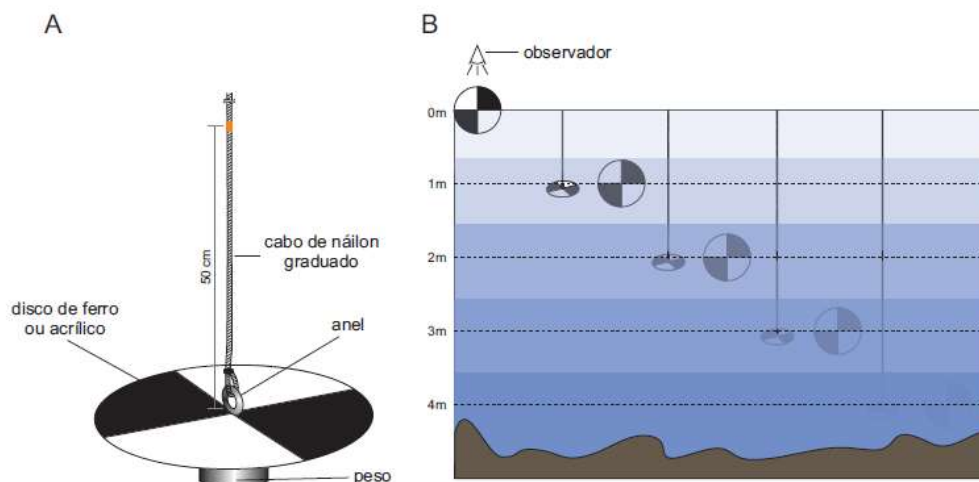 A
50 cm
cabo de náilon
graduado
disco de ferro
ou acrílico
anel
peso
B
observador
0m
1m
2m
3m
4m